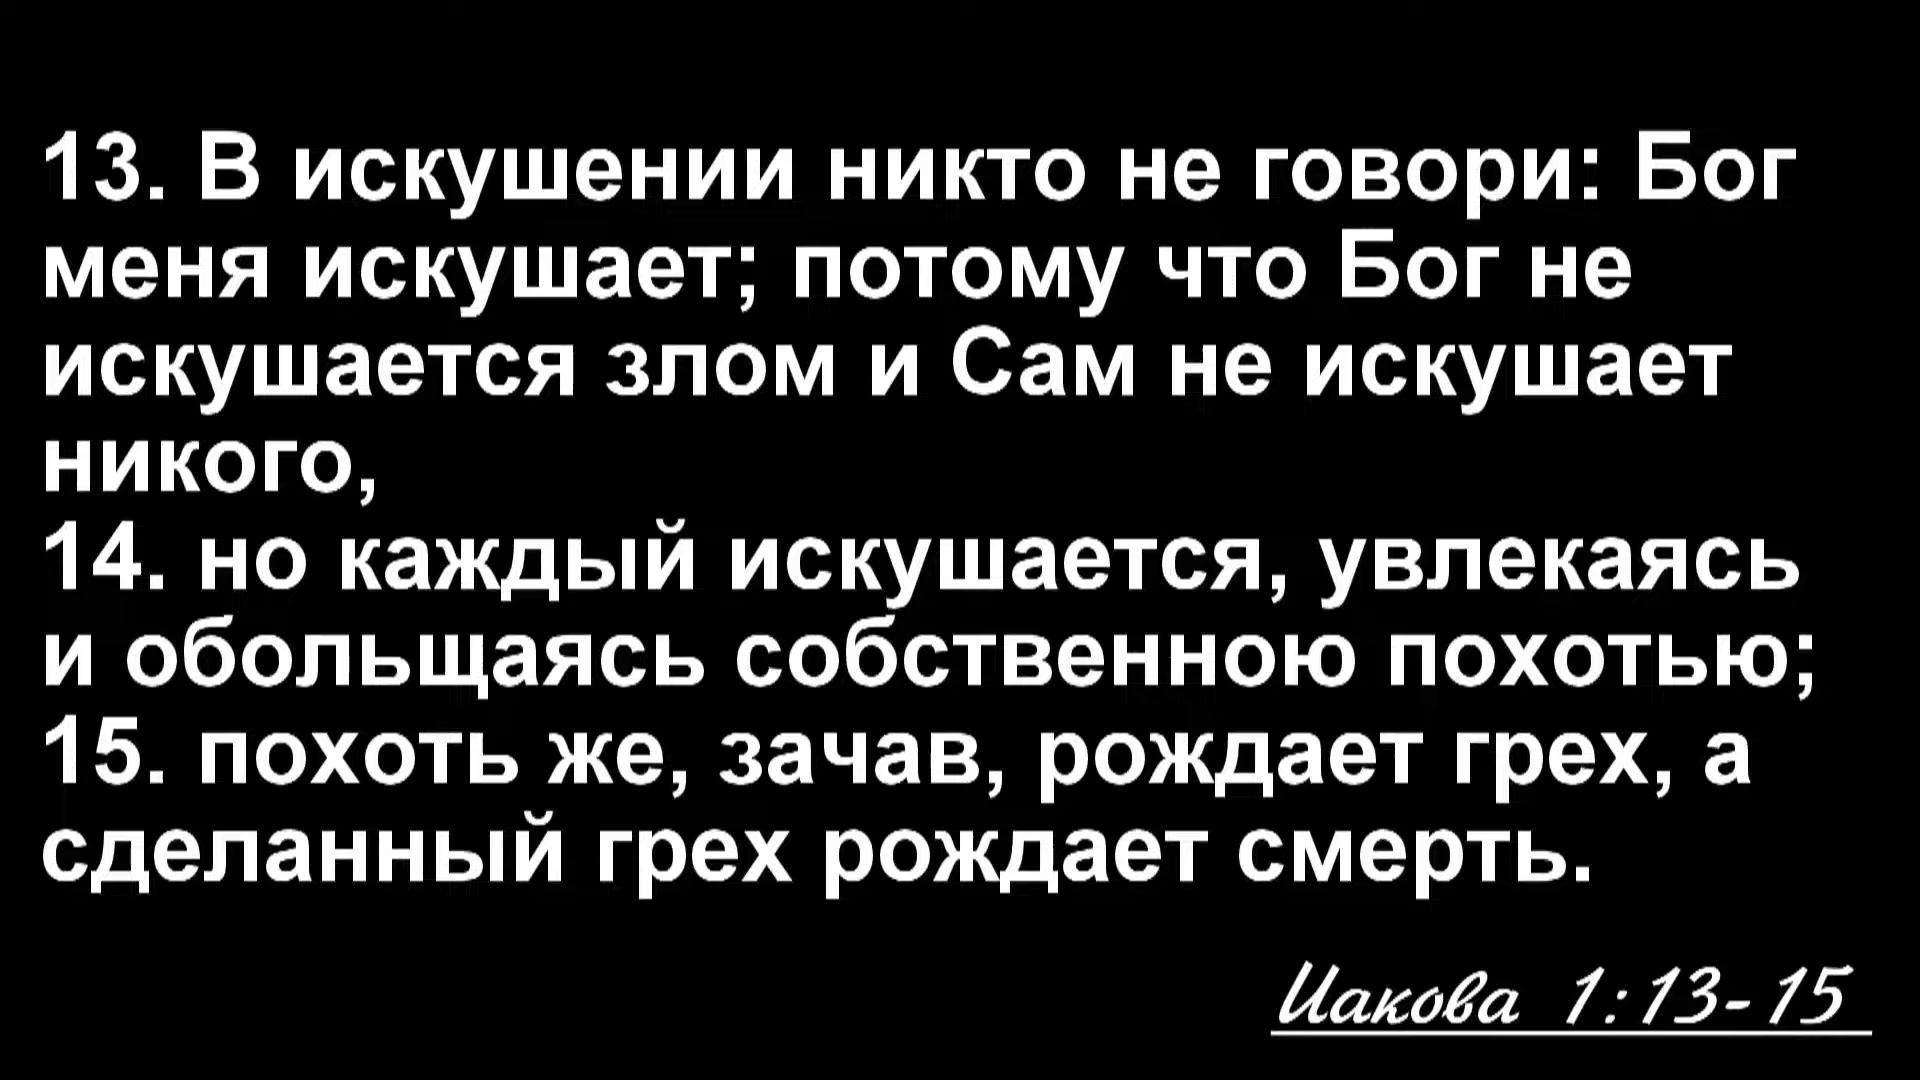 13. В искушении никто не говори: Бог
меня искушает; потому что Бог не
искушается злом и Сам не искушает
никого,
14. но каждый искушается, увлекаясь
и обольщаясь собственною похотью;
15. похоть же, зачав, рождает грех, а
сделанный грех рождает смерть.
Иакова 1:13-15